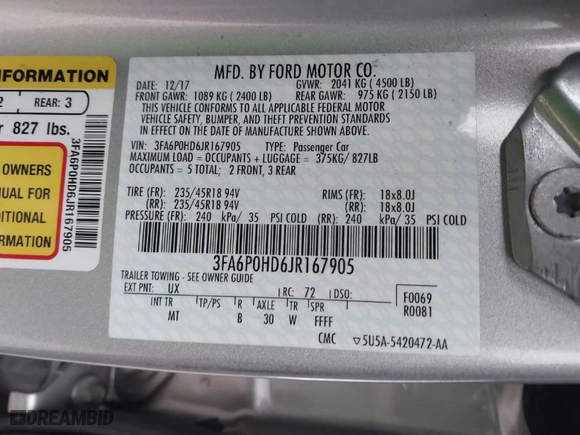 INFORMATION
2 REAR: 3
827 lbs.
OWNERS
NUAL FOR
DITIONAL
RMATION
3FA6P0HD6JR167905
MFD. BY FORD MOTOR CO.
DATE: 12/17 GVWR: 2041 KG ( 4500 LB)
FRONT GAWR: 1089 KG ( 2400 LB) REAR GAWR: 975 KG ( 2150 LB)
THIS VEHICLE CONFORMS TO ALL APPLICABLE FEDERAL MOTOR
VEHICLE SAFETY, BUMPER, AND THEFT PREVENTION STANDARDS
IN EFFECT ON THE DATE OF MANUFACTURE SHOWN ABOVE.
VIN: 3FA6P0HD6JR167905 TYPE: Passenger Car
MAXIMUM LOAD = OCCUPANTS + LUGGAGE = 375KG/827LB
OCCUPANTS = 5 TOTAL; 2 FRONT, 3 REAR
TIRE (FR): 235/45R18 94V RIMS (FR): 18x8.0J
TIRE (RR): 235/45R18 94V (RR): 18x8.0J
PRESSURE (FR): 240 kPa/ 35 PSI COLD (RR) 240 kPa/ 35 PSI COLD
3FA6P0HD6JR167905
TRAILER TOWING - SEE OWNER GUIDE
EXT PNT: UX RC: 72 DSO: F0069
INT TR TP/PS R AXLE TR SPR R0081
MT B 30 W FFFF
CMC 5U5A-5420472-AA
DREAMBID